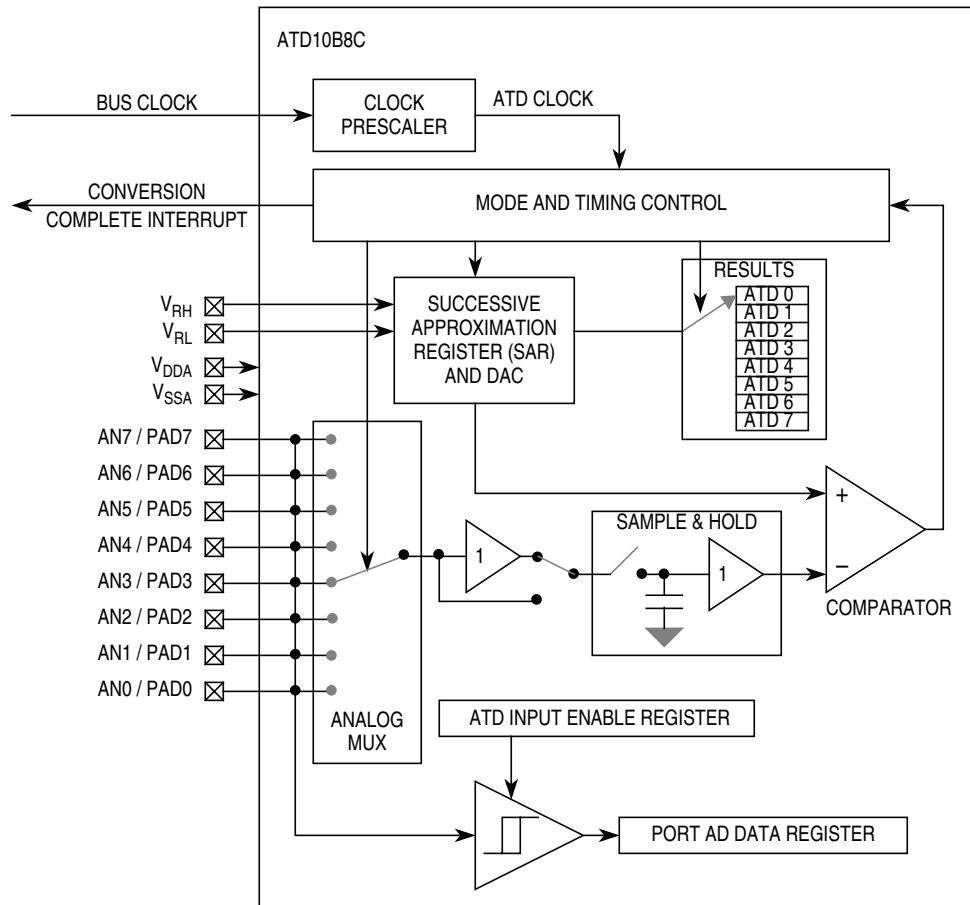 ATD10B8C
BUS CLOCK
CLOCK
PRESCALER
ATD CLOCK
CONVERSION
COMPLETE INTERRUPT
MODE AND TIMING CONTROL
VRH
VRL
VDDA
VSSA
SUCCESSIVE
APPROXIMATION
REGISTER (SAR)
AND DAC
RESULTS
ATD 0
ATD 1
ATD 2
ATD 3
ATD 4
ATD 5
ATD 6
ATD 7
AN7 / PAD7
AN6 / PAD6
AN5 / PAD5
AN4 / PAD4
AN3 / PAD3
AN2 / PAD2
AN1 / PAD1
AN0 / PAD0
ANALOG
MUX
1
SAMPLE & HOLD
1
+
–
COMPARATOR
ATD INPUT ENABLE REGISTER
PORT AD DATA REGISTER